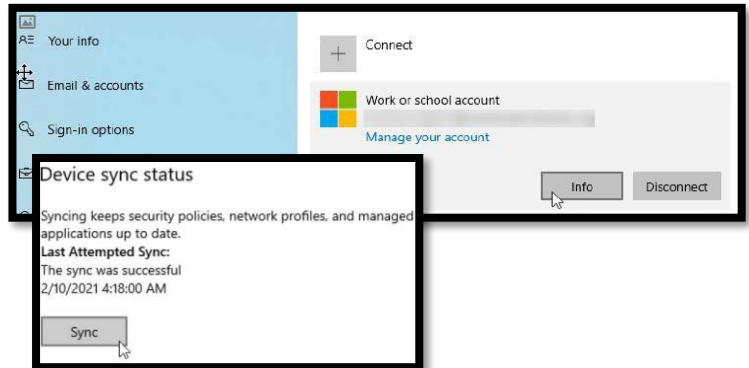 Your info
Email & accounts
Sign-in options
Connect
Work or school account
Manage your account
Info
Disconnect
Device sync status
Syncing keeps security policies, network profiles, and managed
applications up to date.
Last Attempted Sync:
The sync was successful
2/10/2021 4:18:00 AM
Sync